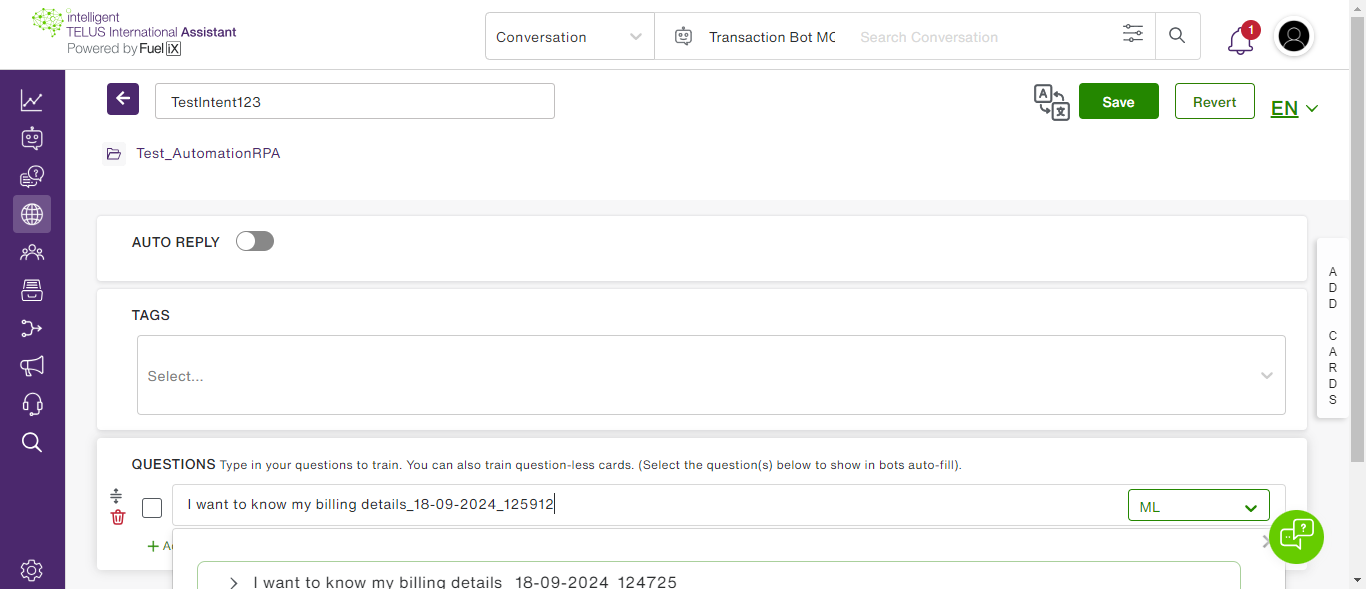 intelligent
TELUS International Assistant
Powered by Fuel iX
Conversation
Transaction Bot MC
Search Conversation
1
TestIntent123
A
文
Save
Revert
EN
Test_AutomationRPA
AUTO REPLY
TAGS
Select...
ADD CARDS
QUESTIONS Type in your questions to train. You can also train question-less cards. (Select the question(s) below to show in bots auto-fill).
I want to know my billing details_18-09-2024_125912
ML
I want to know my billing details_18-09-2024_124725